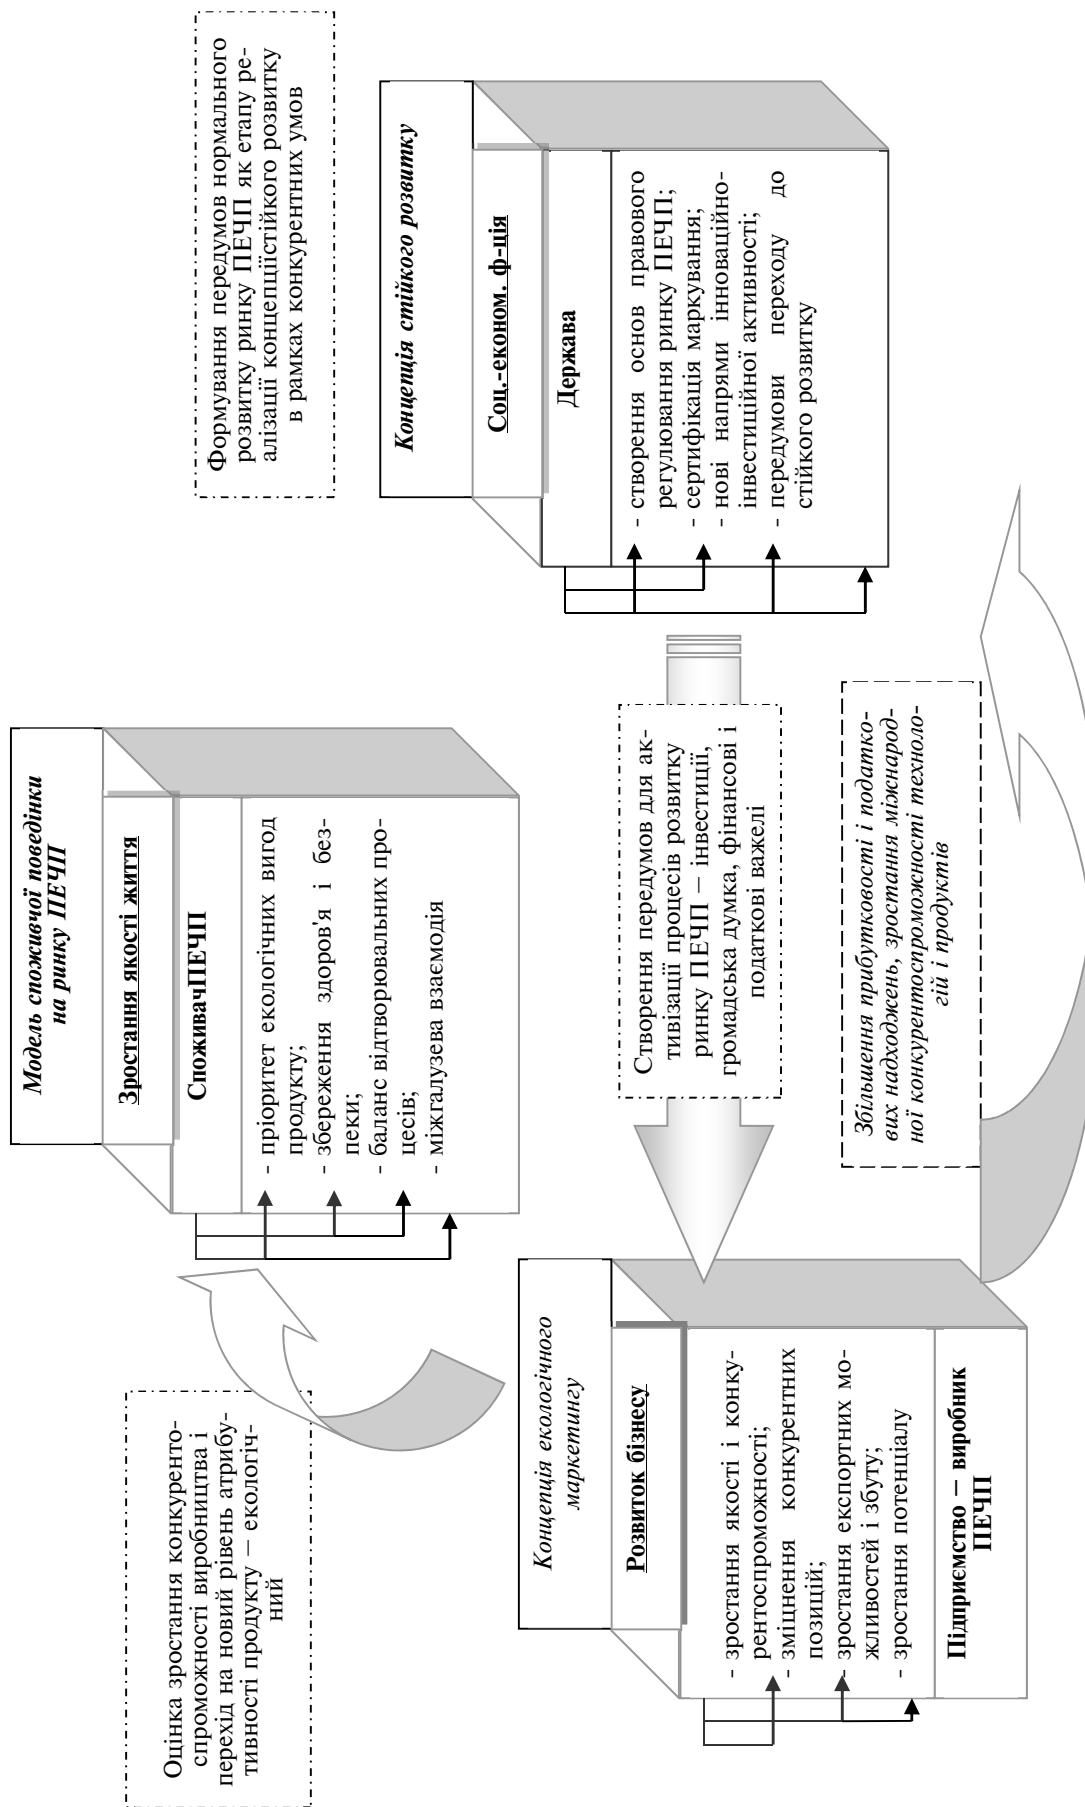 Оцінка зростання конкуренто-
спроможності виробництва і
перехід на новий рівень атрибу-
тивності продукту – екологіч-
ний
Модель споживчої поведінки
на ринку ПЕЧП
Зростання якості життя
СпоживачПЕЧП
- пріоритет екологічних вигод
продукту;
- збереження здоров'я і без-
пеки;
- баланс відтворювальних про-
цесів;
- міжгалузева взаємодія
Формування передумов нормального
розвитку ринку ПЕЧП як етапу ре-
алізації концепціїстійкого розвитку
в рамках конкурентних умов
Концепція стійкого розвитку
Соц.-економ. ф-ція
Держава
- створення основ правового
регулювання ринку ПЕЧП;
- сертифікація маркування;
- нові напрями інноваційно-
інвестиційної активності;
- передумови переходу до
стійкого розвитку
Концепція екологічного
маркетингу
Розвиток бізнесу
- зростання якості і конку-
рентоспроможності;
- зміцнення конкурентних
позицій;
- зростання експортних мо-
жливостей і збуту;
- зростання потенціалу
Підприємство – виробник
ПЕЧП
Створення передумов для ак-
тивізації процесів розвитку
ринку ПЕЧП – інвестиції,
громадська думка, фінансові і
податкові важелі
Збільшення прибутковості і податко-
вих надходжень, зростання міжнарод-
ної конкурентоспроможності техноло-
гій і продуктів